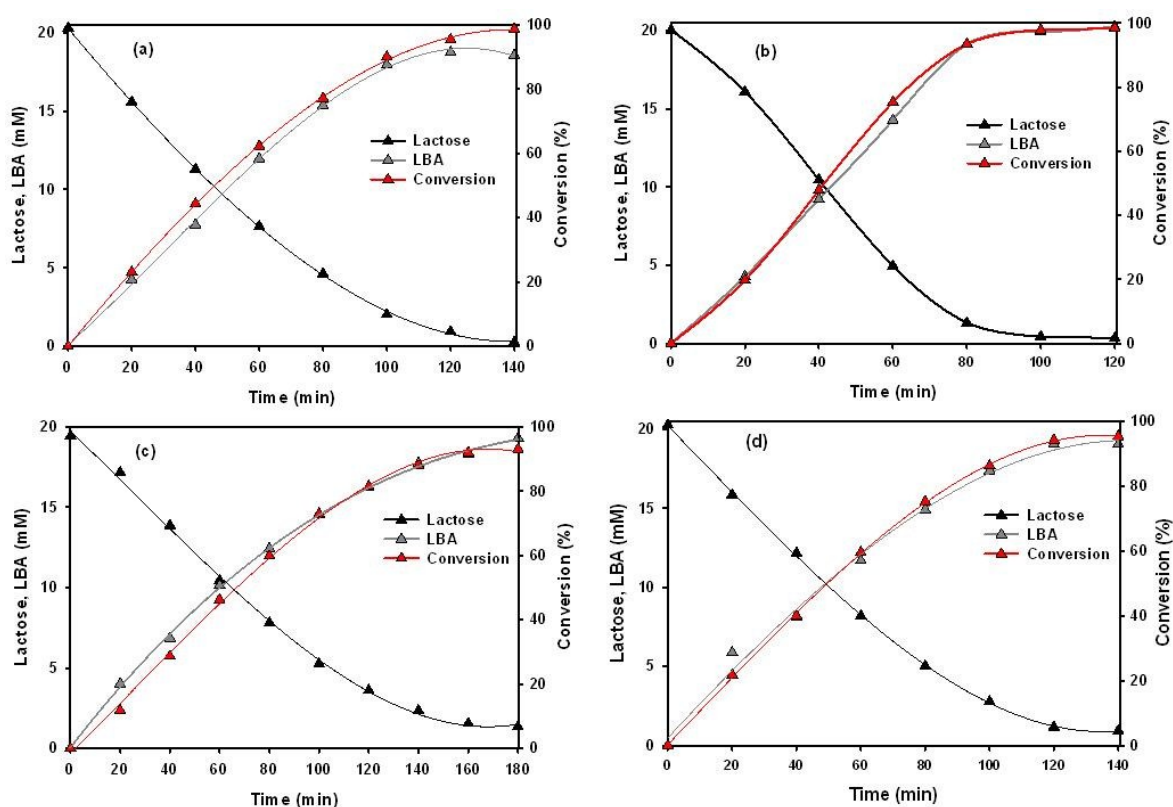 (a)
Lactose, LBA (mM)
20
15
10
5
0
Lactose
LBA
Conversion
100
80
60
40
20
0
Conversion (%)
0 20 40 60 80 100 120 140
Time (min)
(b)
Lactose, LBA (mM)
20
15
10
5
0
Lactose
LBA
Conversion
100
80
60
40
20
0
Conversion (%)
0 20 40 60 80 100 120
Time (min)
(c)
Lactose, LBA (mM)
20
15
10
5
0
Lactose
LBA
Conversion
100
80
60
40
20
0
Conversion (%)
0 20 40 60 80 100 120 140 160 180
Time (min)
(d)
Lactose, LBA (mM)
20
15
10
5
0
Lactose
LBA
Conversion
100
80
60
40
20
0
Conversion (%)
0 20 40 60 80 100 120 140
Time (min)